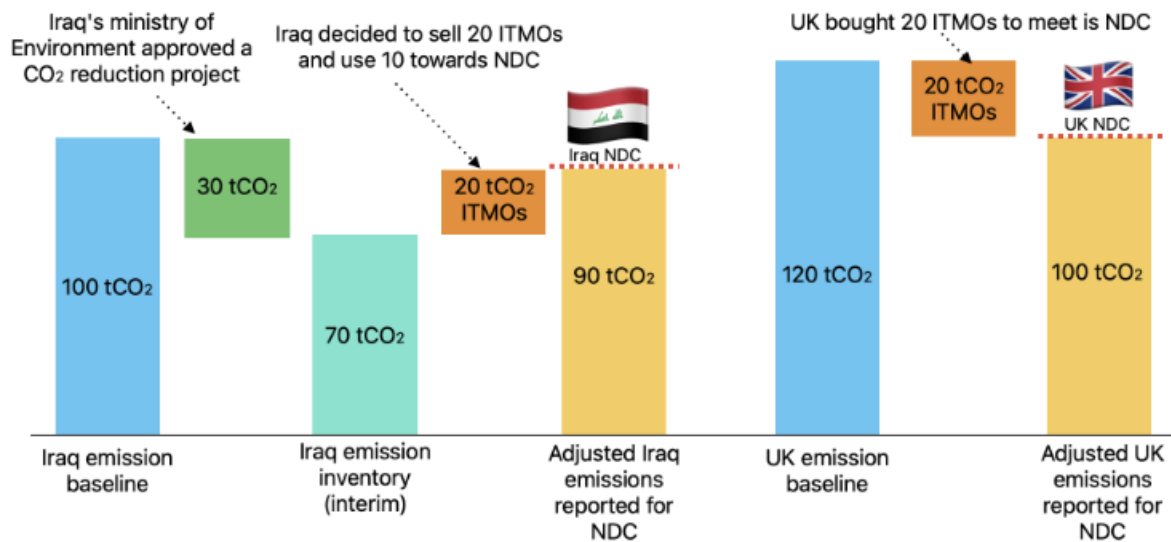 Iraq's ministry of
Environment approved a
CO₂ reduction project
Iraq decided to sell 20 ITMOs
and use 10 towards NDC
UK bought 20 ITMOs to meet is NDC
30 tCO₂
20 tCO₂
ITMOs
Iraq NDC
20 tCO₂
ITMOs
UK NDC
100 tCO₂
70 tCO₂
90 tCO₂
120 tCO₂
100 tCO₂
Iraq emission
baseline
Iraq emission
inventory
(interim)
Adjusted Iraq
emissions
reported for
NDC
UK emission
baseline
Adjusted UK
emissions
reported for
NDC